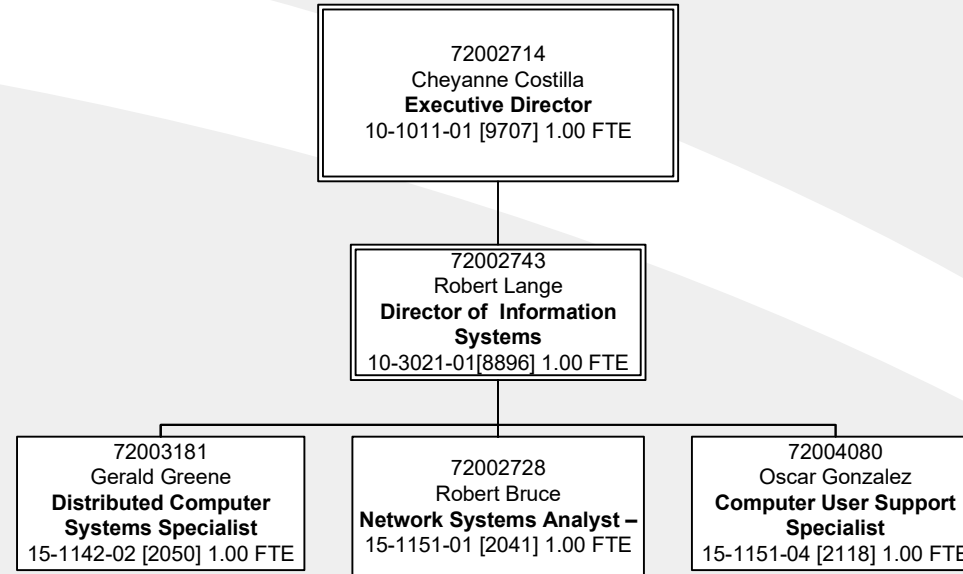 72002714
Cheyanne Costilla
Executive Director
10-1011-01 [9707] 1.00 FTE
72002743
Robert Lange
Director of  Information
Systems
10-3021-01[8896] 1.00 FTE
72003181
Gerald Greene
Distributed Computer
Systems Specialist
15-1142-02 [2050] 1.00 FTE
72002728
Robert Bruce
Network Systems Analyst –
15-1151-01 [2041] 1.00 FTE
72004080
Oscar Gonzalez
Computer User Support
Specialist
15-1151-04 [2118] 1.00 FTE